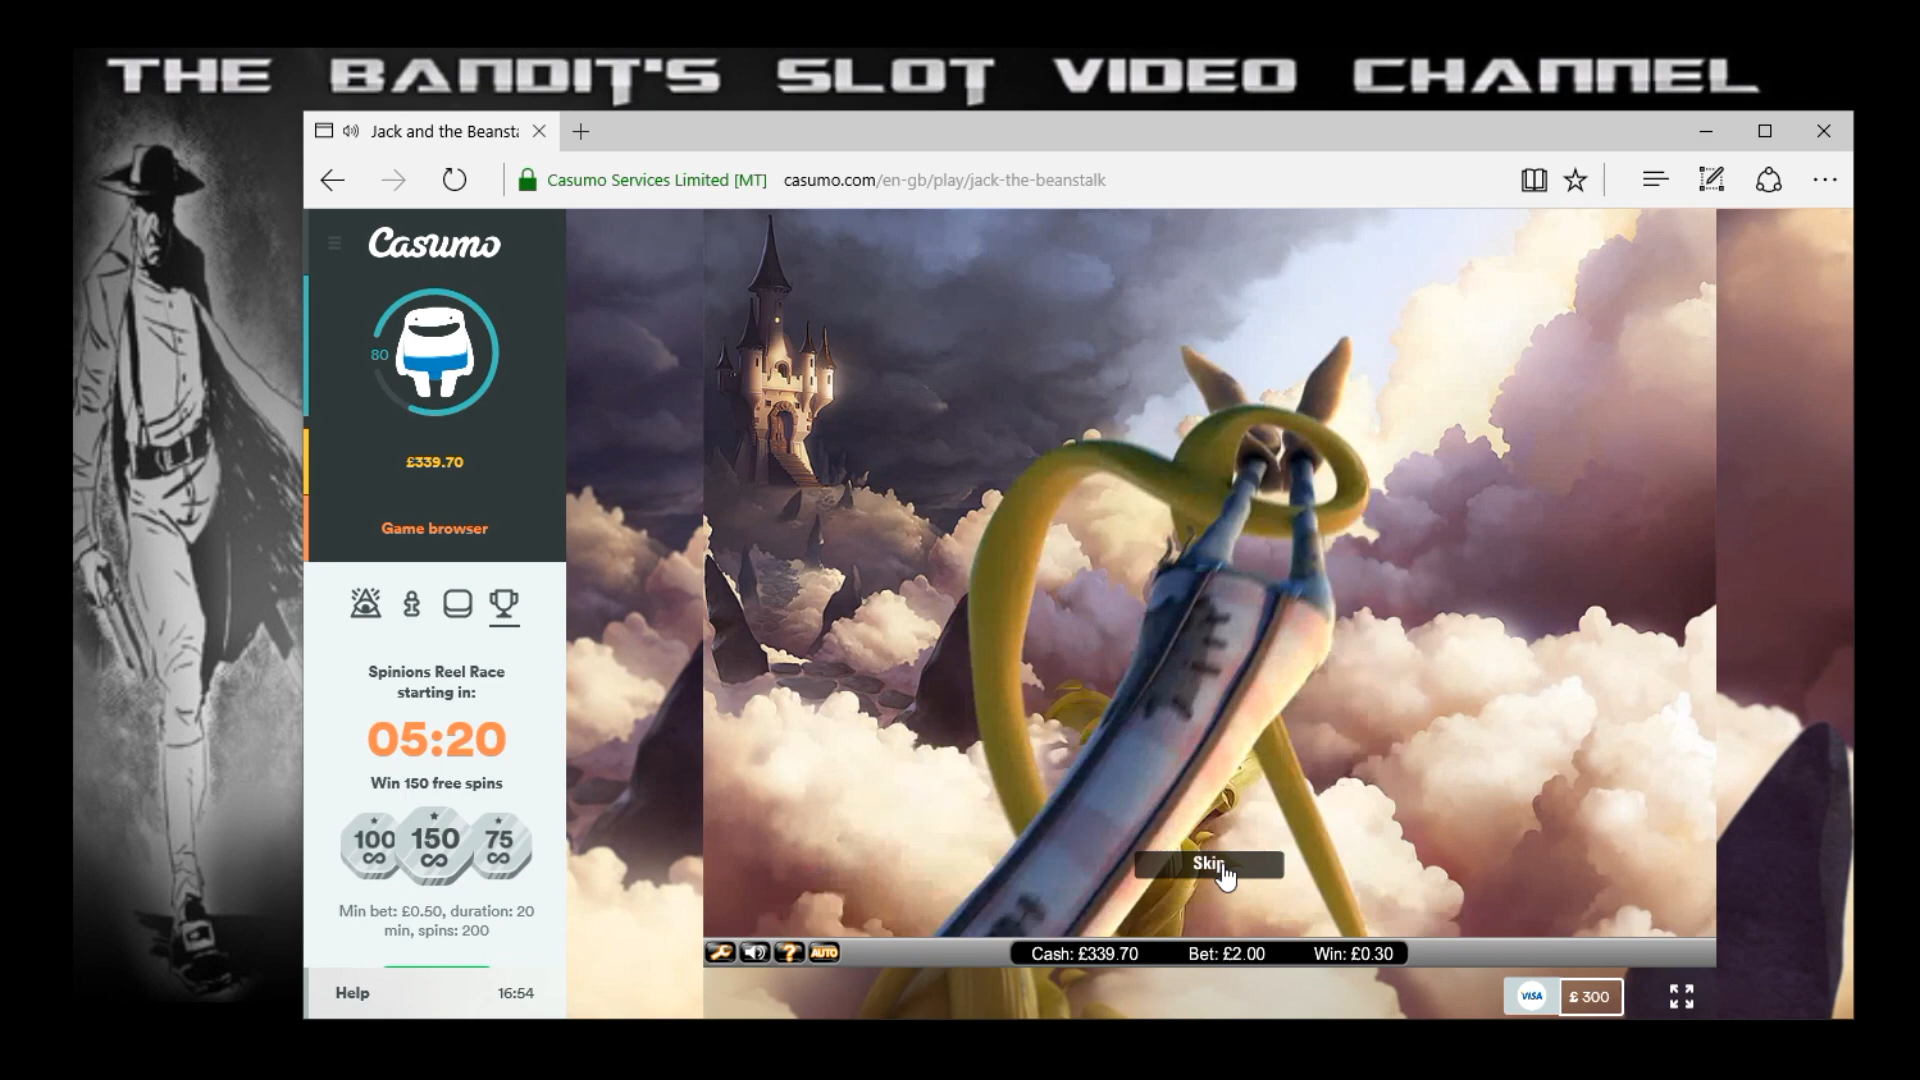 THE BANDIT'S SLOT VIDEO CHANNEL
Jack and the Beansta
Casumo Services Limited [MT] casumo.com/en-gb/play/jack-the-beanstalk
Casumo
80
£339.70
Game browser
Spinions Reel Race
starting in:
05:20
Win 150 free spins
100 150 75
Min bet: £0.50, duration: 20
min, spins: 200
Help 16:54
Skip
AUTO Cash: £339.70 Bet: £2.00 Win: £0.30
VISA £ 300